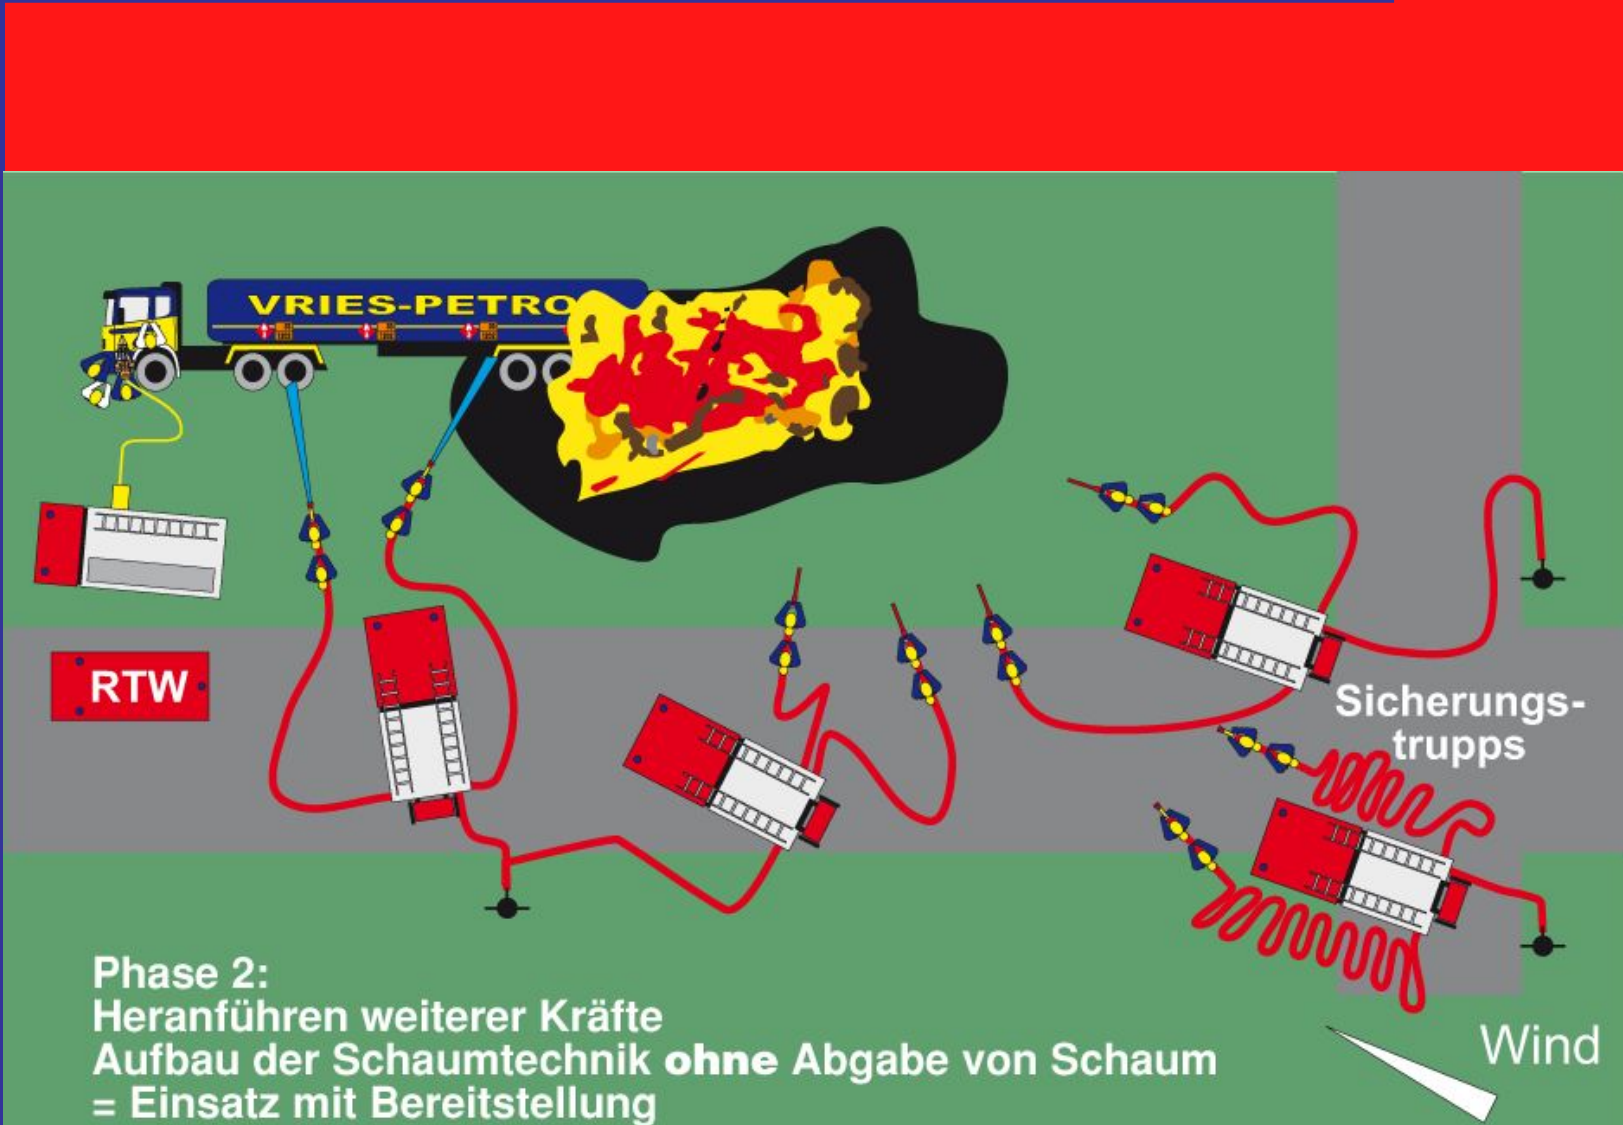 VRIES-PETRO
RTW
Sicherungs-
trupps
Phase 2:
Heranführen weiterer Kräfte
Aufbau der Schaumtechnik ohne Abgabe von Schaum
= Einsatz mit Bereitstellung
Wind